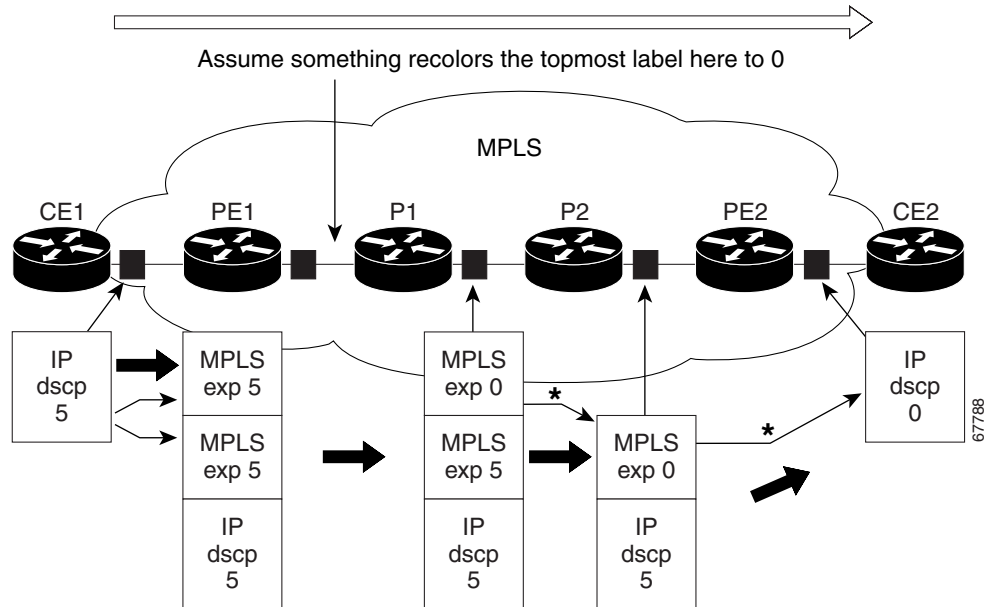 Assume something recolors the topmost label here to 0
MPLS
CE1
PE1
P1
P2
PE2
CE2
IP
dscp
5
MPLS
exp 5
MPLS
exp 5
IP
dscp
5
MPLS
exp 0
MPLS
exp 5
IP
dscp
5
*
MPLS
exp 0
IP
dscp
5
*
IP
dscp
0
67788